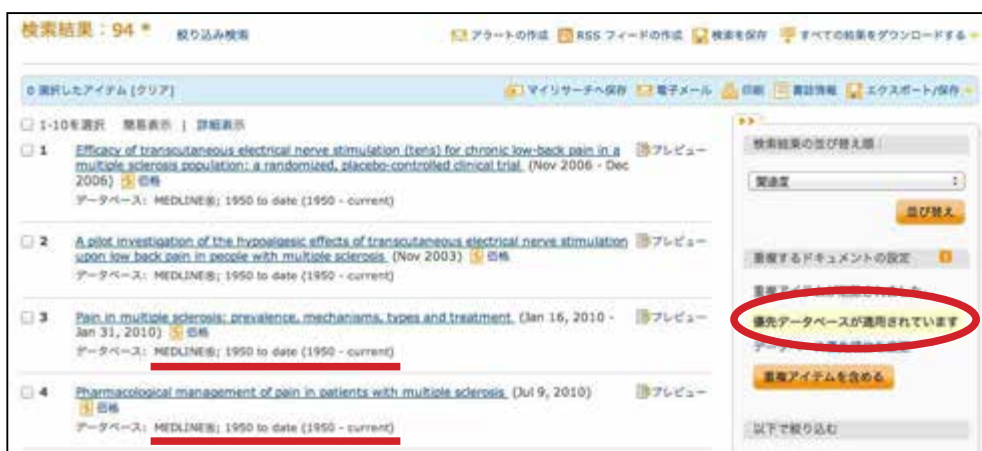 検索結果：94 * 絞り込み検索 アラートの作成 RSS フィードの作成 検索を保存 すべての結果をダウンロードする
0 選択したアイテム [クリア] マイリサーチへ保存 電子メール 印刷 書誌情報 エクスポート/保存
1-10を選択 簡易表示 | 詳細表示
1 Efficacy of transcutaneous electrical nerve stimulation (tens) for chronic low-back pain in a プレビュー
multiple sclerosis population: a randomized, placebo-controlled clinical trial. (Nov 2006 - Dec
2006) $ 価格
データベース: MEDLINE®; 1950 to date (1950 - current)
2 A pilot investigation of the hypoalgesic effects of transcutaneous electrical nerve stimulation プレビュー
upon low back pain in people with multiple sclerosis. (Nov 2003) $ 価格
データベース: MEDLINE®; 1950 to date (1950 - current)
3 Pain in multiple sclerosis: prevalence, mechanisms, types and treatment. (Jan 16, 2010 - プレビュー
Jan 31, 2010) $ 価格
データベース: MEDLINE®; 1950 to date (1950 - current)
4 Pharmacological management of pain in patients with multiple sclerosis. (Jul 9, 2010) プレビュー
$ 価格
データベース: MEDLINE®; 1950 to date (1950 - current)
検索結果の並び替え順：
関連度
並び替え
重複するドキュメントの設定
優先データベースが適用されています
重複アイテムを含める
以下で絞り込む